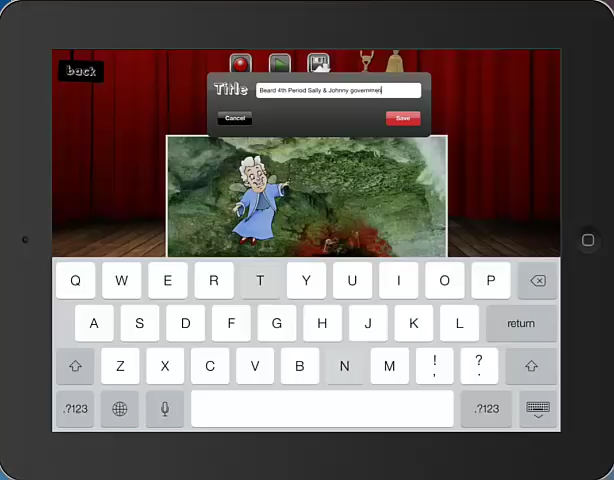 back
Title
Beard 4th Period Sally & Johnny governmen
Cancel
Save
Q W E R T Y U I O P
A S D F G H J K L return
Z X C V B N M ! , ? .
.?123 .?123